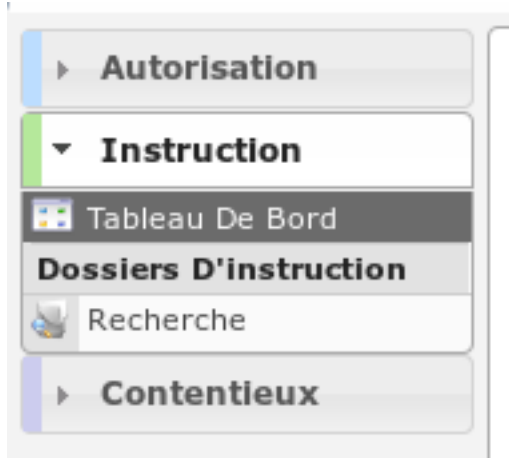 Autorisation
Instruction
Tableau De Bord
Dossiers D'instruction
Recherche
Contentieux